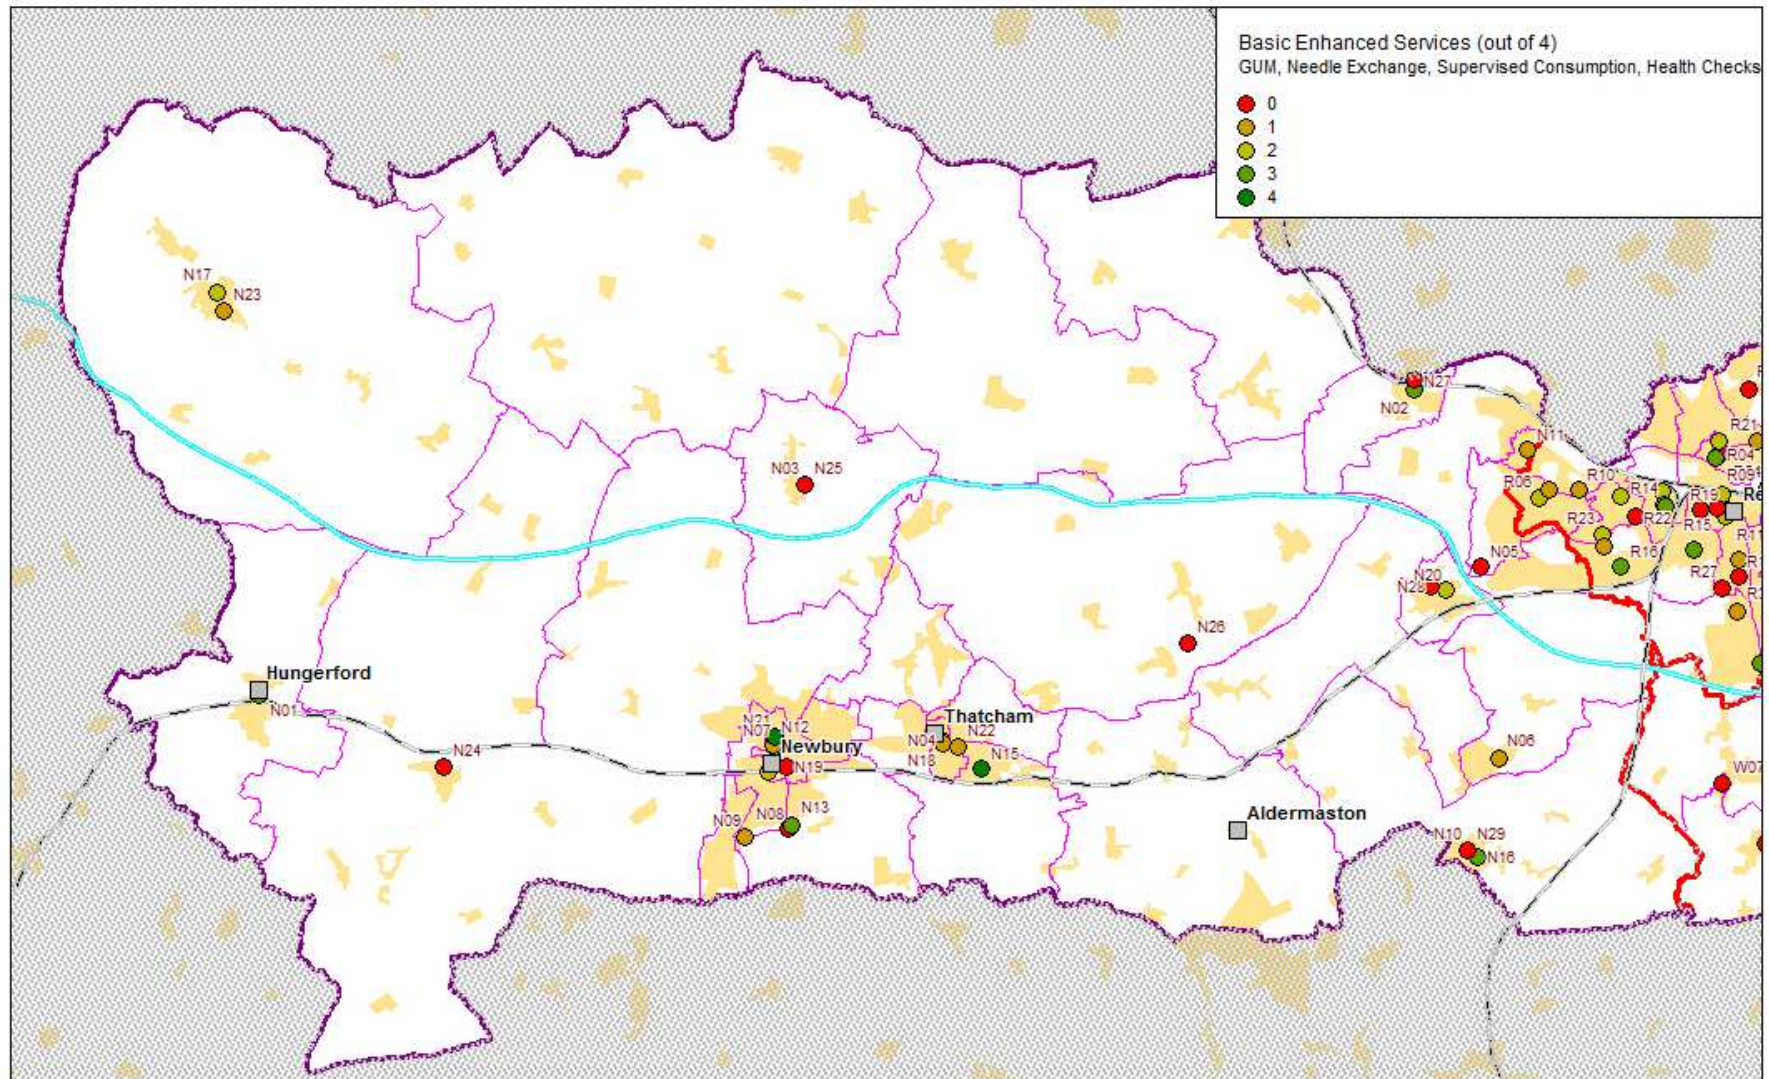 Basic Enhanced Services (out of 4)
GUM, Needle Exchange, Supervised Consumption, Health Checks
0
1
2
3
4
N17
N23
N27
N02
N11
R21
R04
R09
N03 N25
R06
R10
R14
R19
Re
R23
R22
R15
R16
R11
N05
R27
N20
N28
N26
Hungerford
N01
Thatcham
N21
N12
N07
Newbury
N04
N22
N18
N15
N24
N19
N06
W07
N08
N13
N09
Aldermaston
N10
N29
N16